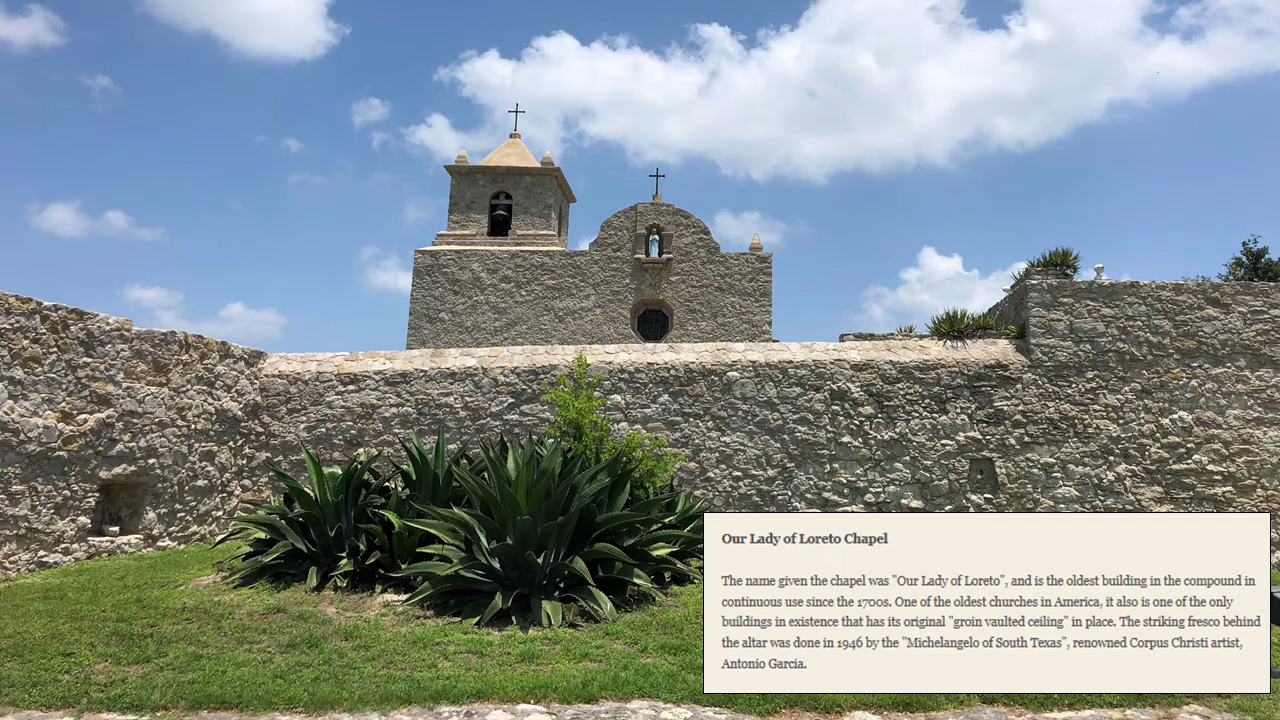 Our Lady of Loreto Chapel
The name given the chapel was "Our Lady of Loreto", and is the oldest building in the compound in
continuous use since the 1700s. One of the oldest churches in America, it also is one of the only
buildings in existence that has its original "groin vaulted ceiling" in place. The striking fresco behind
the altar was done in 1946 by the "Michelangelo of South Texas", renowned Corpus Christi artist,
Antonio Garcia.